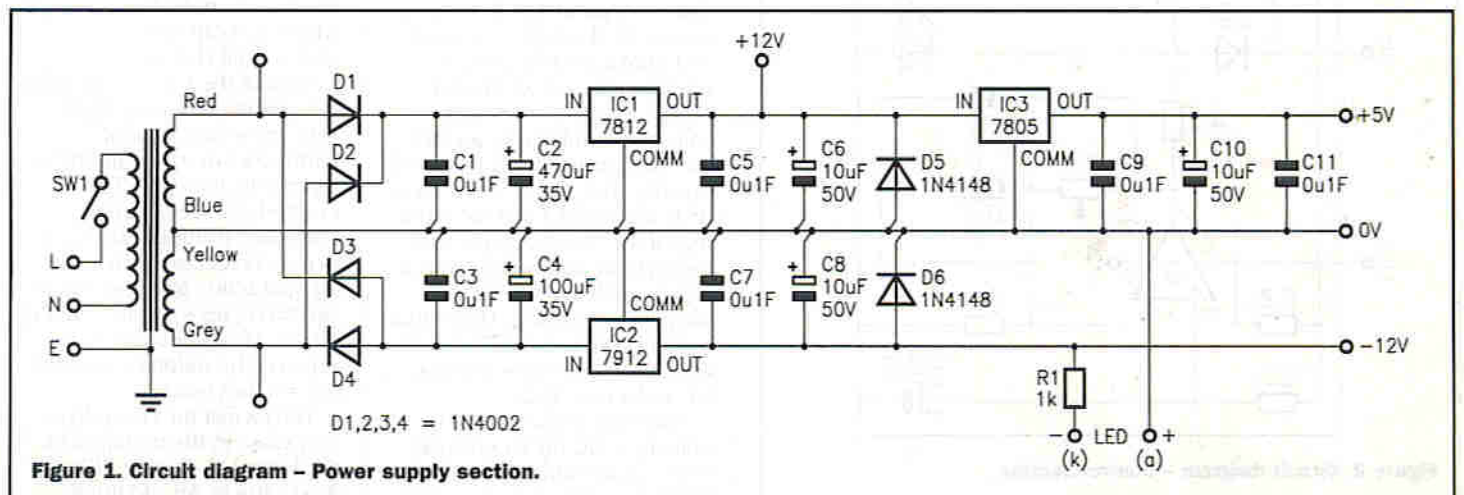 +12V
Red
D1
IN
IC1
7812
OUT
COMM
IN
IC3
7805
OUT
COMM
+5V
D2
C1
0u1F
+
C2
470uF
35V
C5
0u1F
+
C6
10uF
50V
D5
1N4148
C9
0u1F
+
C10
10uF
50V
C11
0u1F
SW1
Blue
0V
L
Yellow
D3
C3
0u1F
+
C4
100uF
35V
COMM
C7
0u1F
+
C8
10uF
50V
D6
1N4148
N
Grey
E
D4
IN
IC2
7912
OUT
-12V
R1
1k
D1,2,3,4 = 1N4002
- LED +
(k) (a)
Figure 1. Circuit diagram – Power supply section.